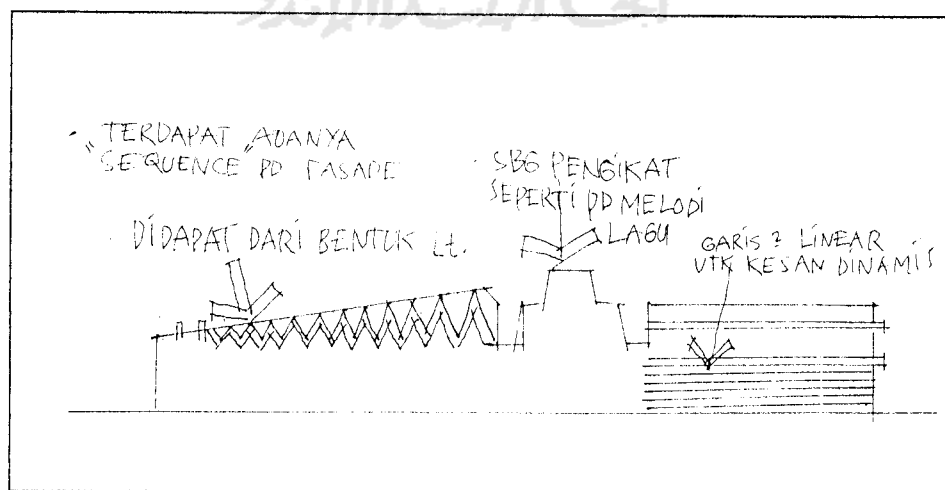 • TERDAPAT ADANYA
"SEQUENCE" PD FASADE
· DIDAPAT DARI BENTUK Lt.
· SBG PENGIKAT
SEPERTI PD MELODI
LAGU
GARIS 2 LINEAR
UTK KESAN DINAMIS